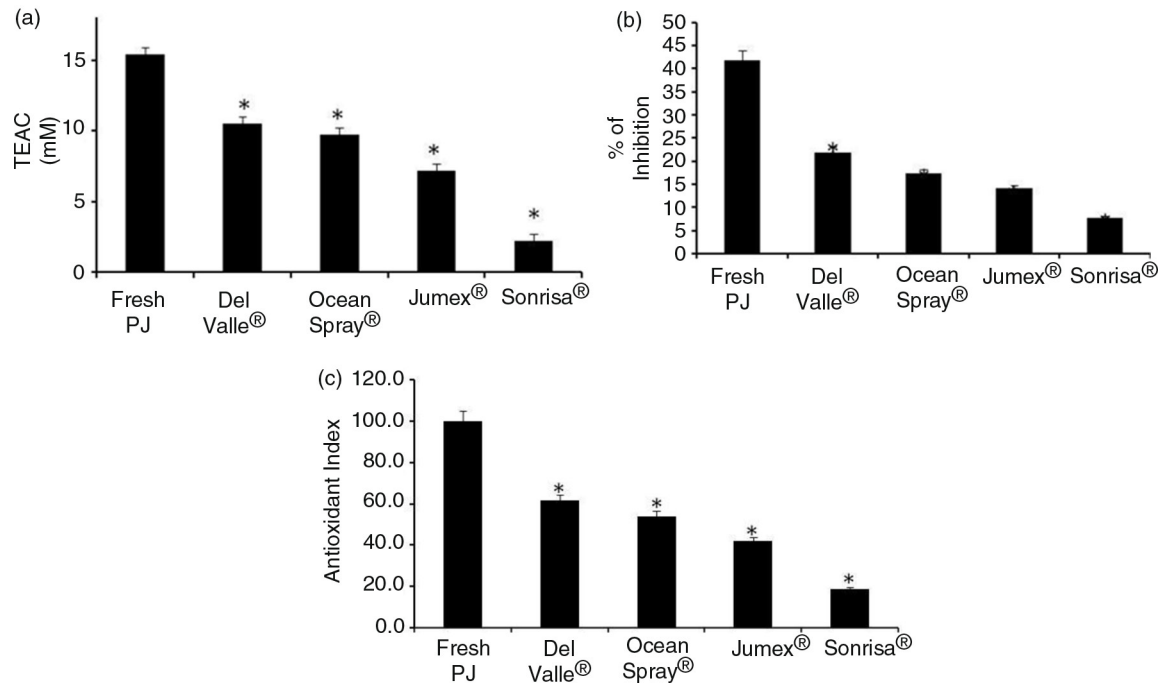 (a)
15
10
5
0
TEAC
(mM)
*
*
*
*
Fresh
PJ
Del
Valle®
Ocean
Spray®
Jumex®
Sonrisa®
(b)
50
45
40
35
30
25
20
15
10
5
0
% of
Inhibition
*
*
*
*
Fresh
PJ
Del
Valle®
Ocean
Spray®
Jumex®
Sonrisa®
(c)
120.0
100.0
80.0
60.0
40.0
20.0
0.0
Antioxidant Index
*
*
*
*
Fresh
PJ
Del
Valle®
Ocean
Spray®
Jumex®
Sonrisa®